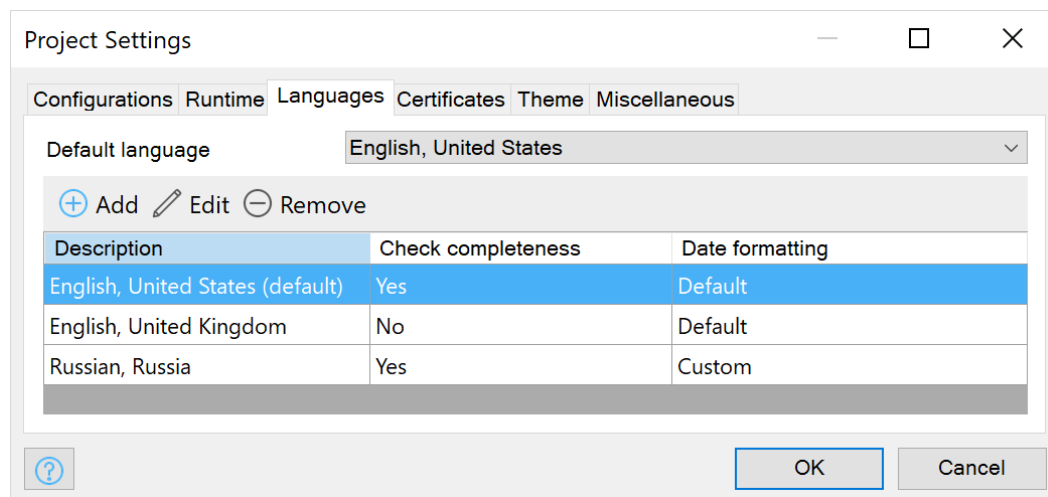 Project Settings
Configurations Runtime Languages Certificates Theme Miscellaneous
Default language English, United States
Add Edit Remove
Description Check completeness Date formatting
English, United States (default) Yes Default
English, United Kingdom No Default
Russian, Russia Yes Custom
? OK Cancel